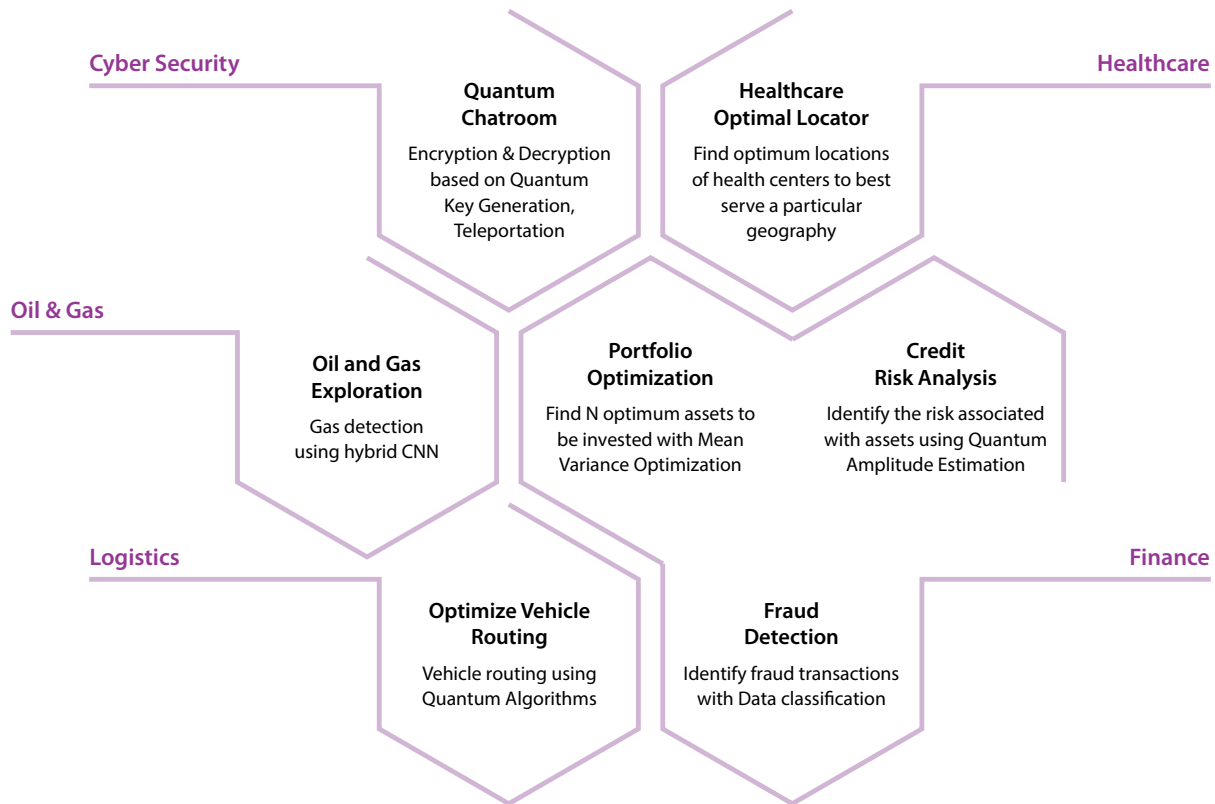 Cyber Security
Quantum
Chatroom
Encryption & Decryption
based on Quantum
Key Generation,
Teleportation
Healthcare
Optimal Locator
Find optimum locations
of health centers to best
serve a particular
geography
Healthcare
Oil & Gas
Oil and Gas
Exploration
Gas detection
using hybrid CNN
Portfolio
Optimization
Find N optimum assets to
be invested with Mean
Variance Optimization
Credit
Risk Analysis
Identify the risk associated
with assets using Quantum
Amplitude Estimation
Logistics
Optimize Vehicle
Routing
Vehicle routing using
Quantum Algorithms
Fraud
Detection
Identify fraud transactions
with Data classification
Finance